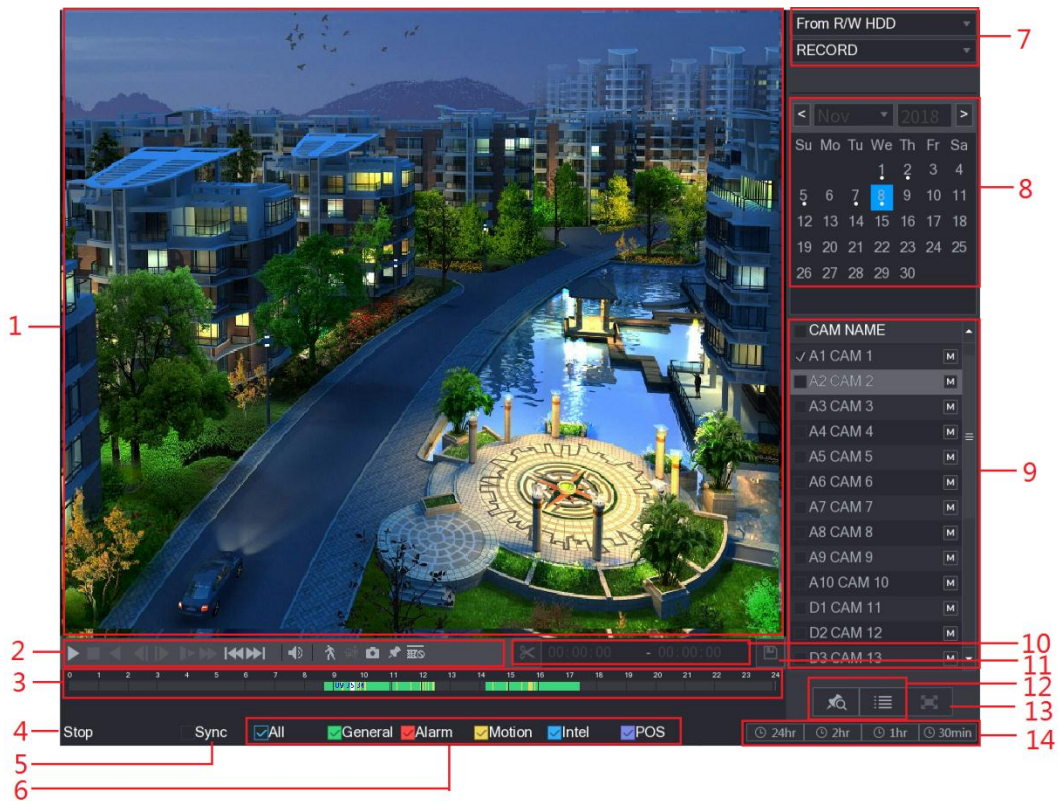 From R/W HDD
7
RECORD
< Nov 2018 >
Su Mo Tu We Th Fr Sa
1 2 3 4
8
5 6 7 8 9 10 11
12 13 14 15 16 17 18
19 20 21 22 23 24 25
26 27 28 29 30
1
CAM NAME
A1 CAM 1 M
A2 CAM 2 M
A3 CAM 3 M
A4 CAM 4 M
A5 CAM 5 M
9
A6 CAM 6 M
A7 CAM 7 M
A8 CAM 8 M
A9 CAM 9 M
A10 CAM 10 M
D1 CAM 11 M
D2 CAM 12 M
D3 CAM 13 M
2
00:00:00 - 00:00:00
10
11
3
0 1 2 3 4 5 6 7 8 9 10 11 12 13 14 15 16 17 18 19 20 21 22 23 24
12
13
4
Stop
Sync
All
General
Alarm
Motion
Intel
POS
24hr
2hr
1hr
30min
14
5
6